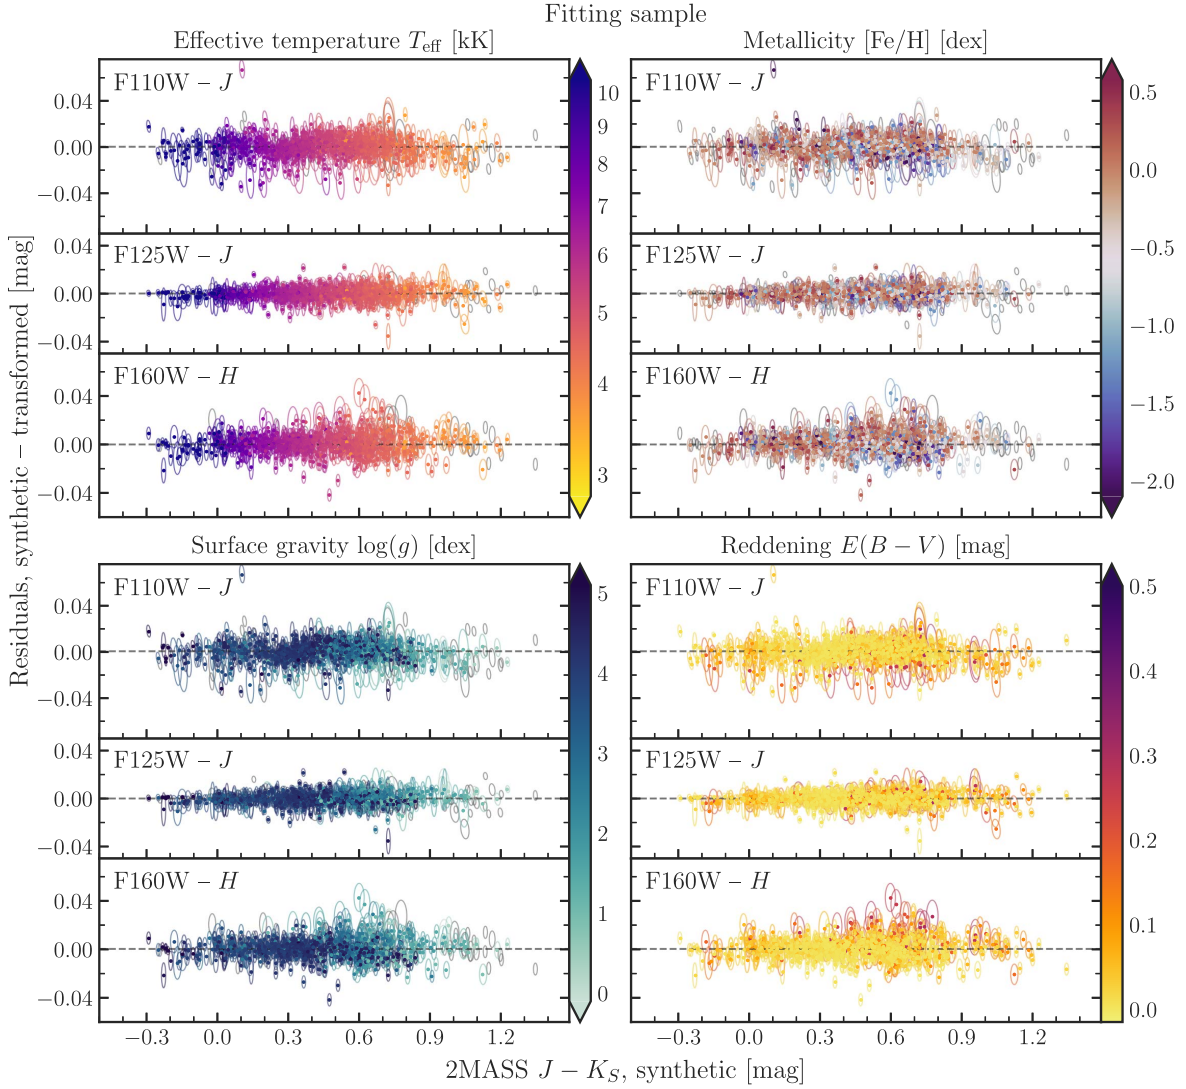 Fitting sample
Effective temperature T_eff [kK]
Metallicity [Fe/H] [dex]
F110W – J
0.04
0.00
−0.04
F125W – J
0.04
0.00
−0.04
F160W – H
0.04
0.00
−0.04
10
9
8
7
6
5
4
3
F110W – J
F125W – J
F160W – H
0.5
0.0
−0.5
−1.0
−1.5
−2.0
Residuals, synthetic – transformed [mag]
Surface gravity log(g) [dex]
Reddening E(B − V) [mag]
F110W – J
0.04
0.00
−0.04
F125W – J
0.04
0.00
−0.04
F160W – H
0.04
0.00
−0.04
5
4
3
2
1
0
F110W – J
F125W – J
F160W – H
0.5
0.4
0.3
0.2
0.1
0.0
−0.3 0.0 0.3 0.6 0.9 1.2
−0.3 0.0 0.3 0.6 0.9 1.2
2MASS J − K_S, synthetic [mag]